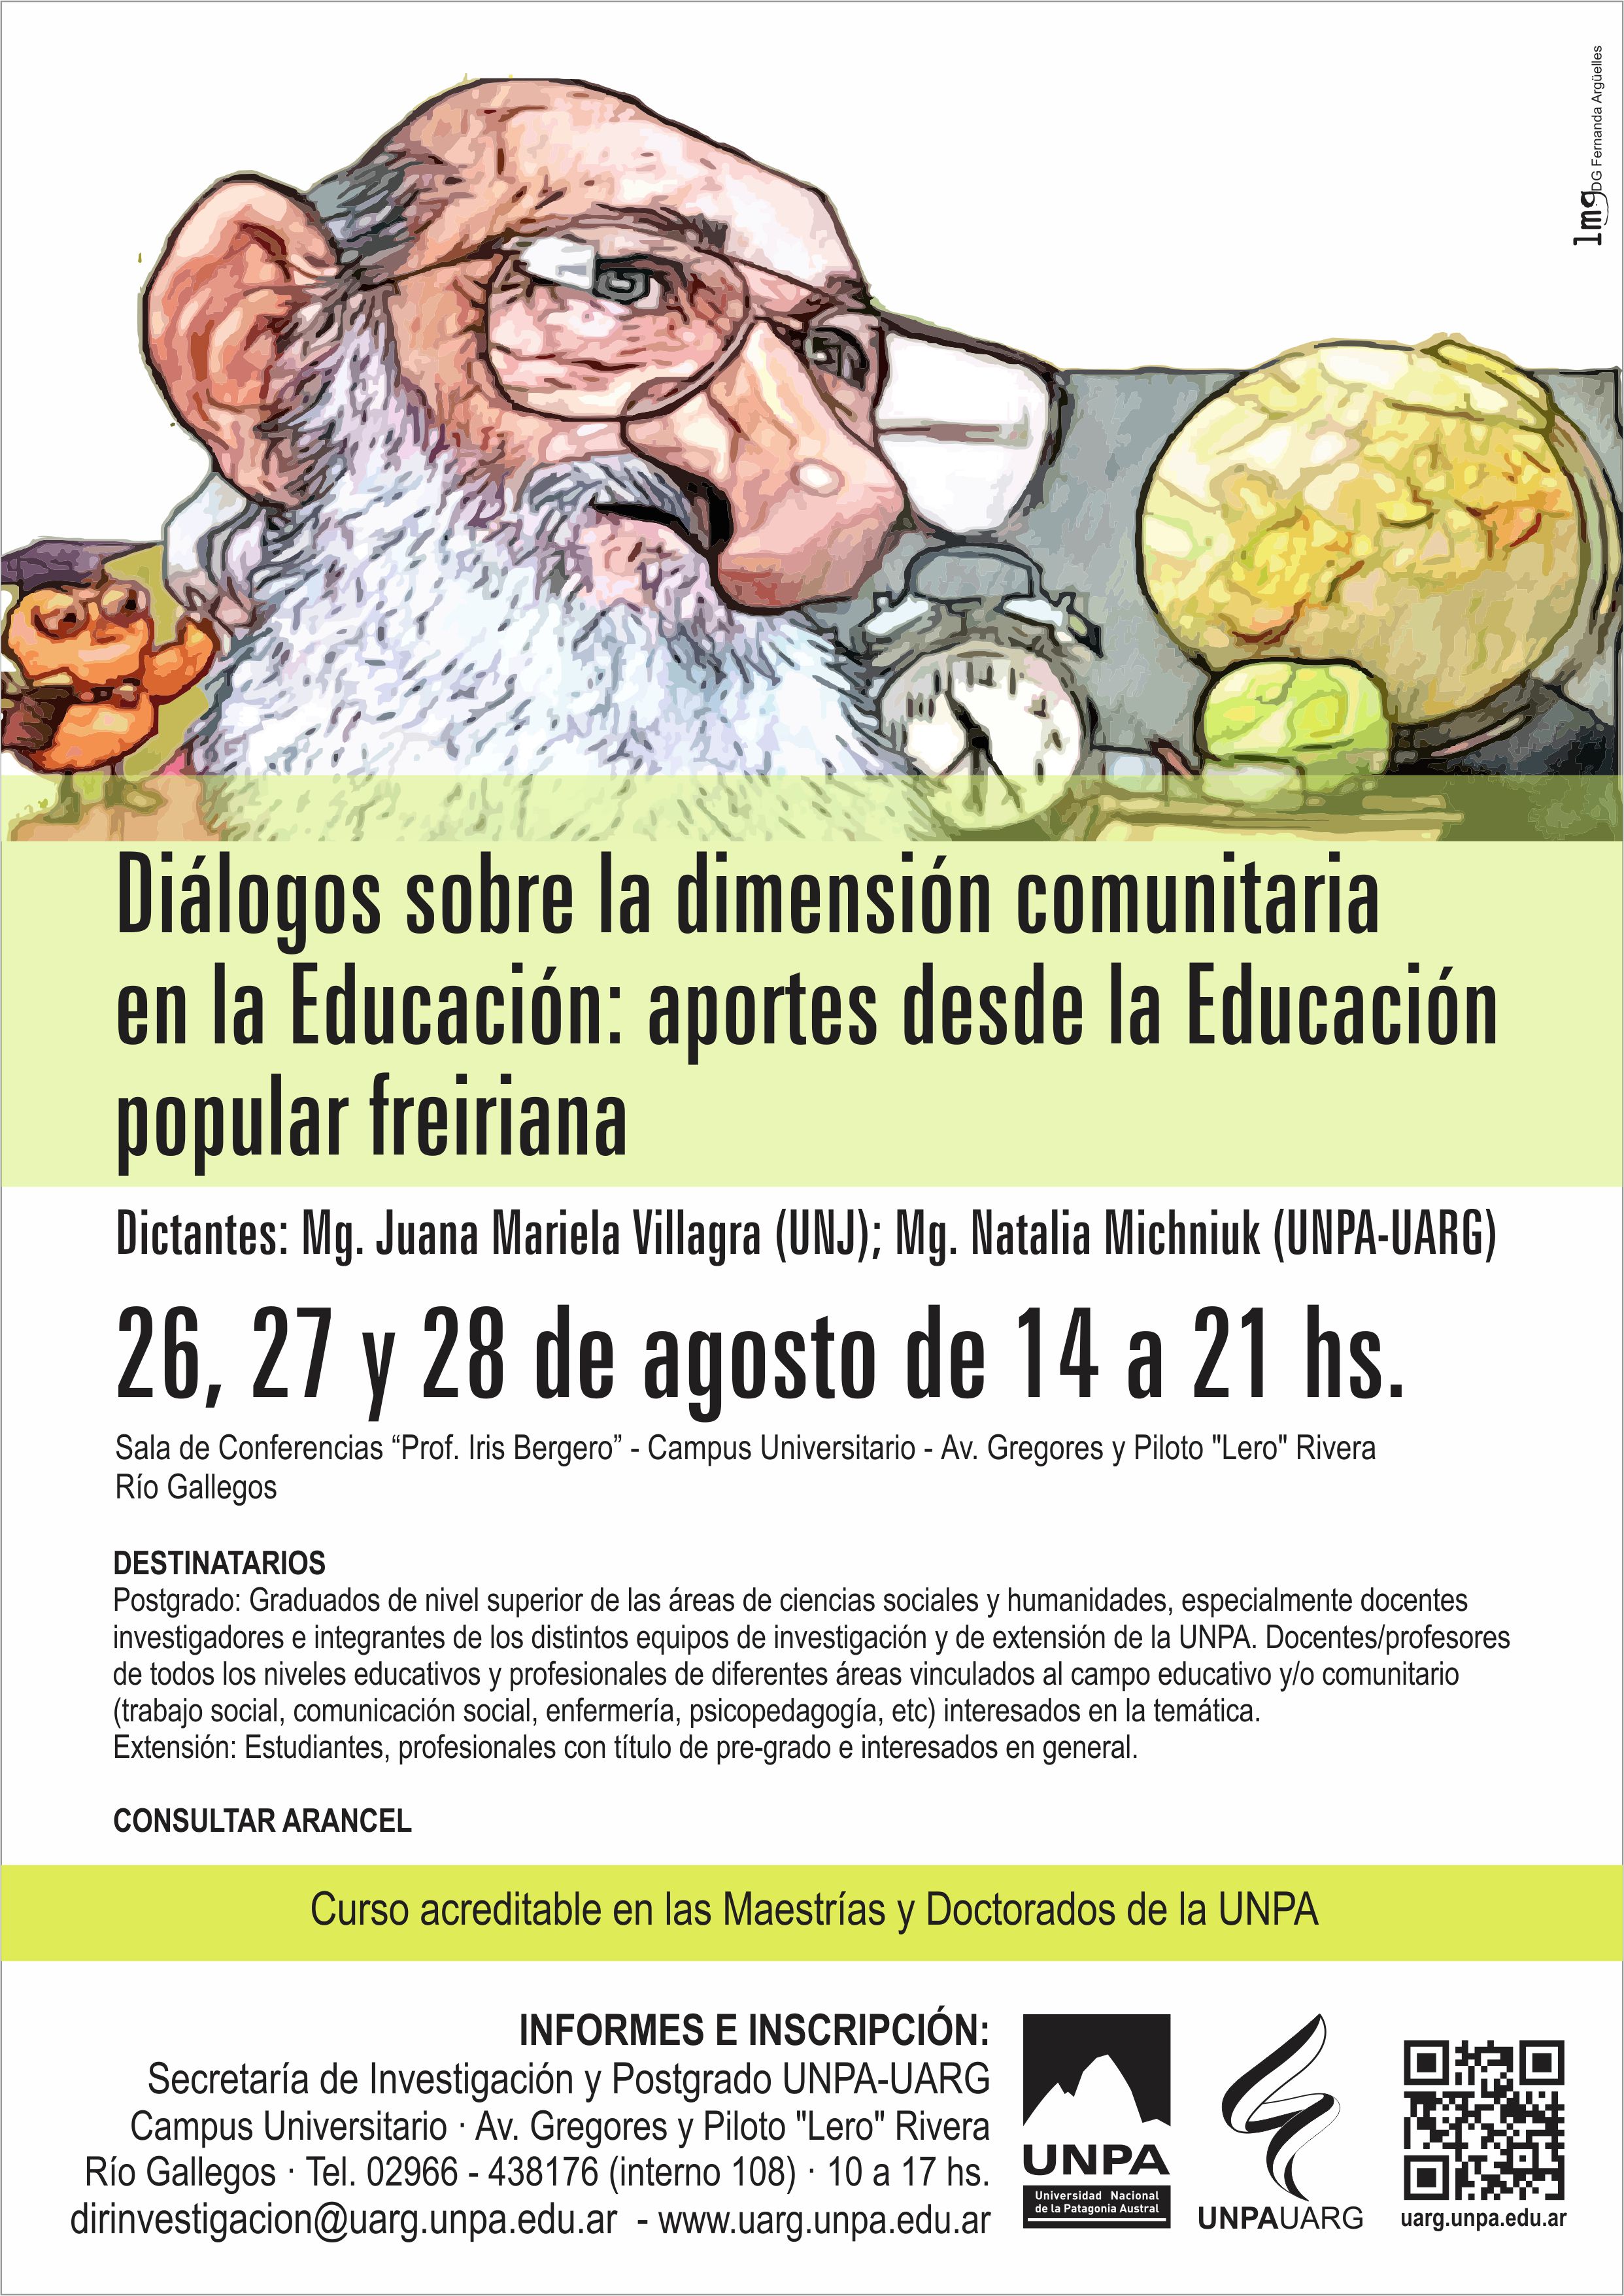 lmg DG Fernanda Argüelles
Diálogos sobre la dimensión comunitaria
en la Educación: aportes desde la Educación
popular freiriana
Dictantes: Mg. Juana Mariela Villagra (UNJ); Mg. Natalia Michniuk (UNPA-UARG)
26, 27 y 28 de agosto de 14 a 21 hs.
Sala de Conferencias “Prof. Iris Bergero” - Campus Universitario - Av. Gregores y Piloto "Lero" Rivera
Río Gallegos
DESTINATARIOS
Postgrado: Graduados de nivel superior de las áreas de ciencias sociales y humanidades, especialmente docentes
investigadores e integrantes de los distintos equipos de investigación y de extensión de la UNPA. Docentes/profesores
de todos los niveles educativos y profesionales de diferentes áreas vinculados al campo educativo y/o comunitario
(trabajo social, comunicación social, enfermería, psicopedagogía, etc) interesados en la temática.
Extensión: Estudiantes, profesionales con título de pre-grado e interesados en general.
CONSULTAR ARANCEL
Curso acreditable en las Maestrías y Doctorados de la UNPA
INFORMES E INSCRIPCIÓN:
Secretaría de Investigación y Postgrado UNPA-UARG
Campus Universitario · Av. Gregores y Piloto "Lero" Rivera
Río Gallegos · Tel. 02966 - 438176 (interno 108) · 10 a 17 hs.
dirinvestigacion@uarg.unpa.edu.ar - www.uarg.unpa.edu.ar
UNPA
Universidad Nacional
de la Patagonia Austral
UNPAUARG
uarg.unpa.edu.ar